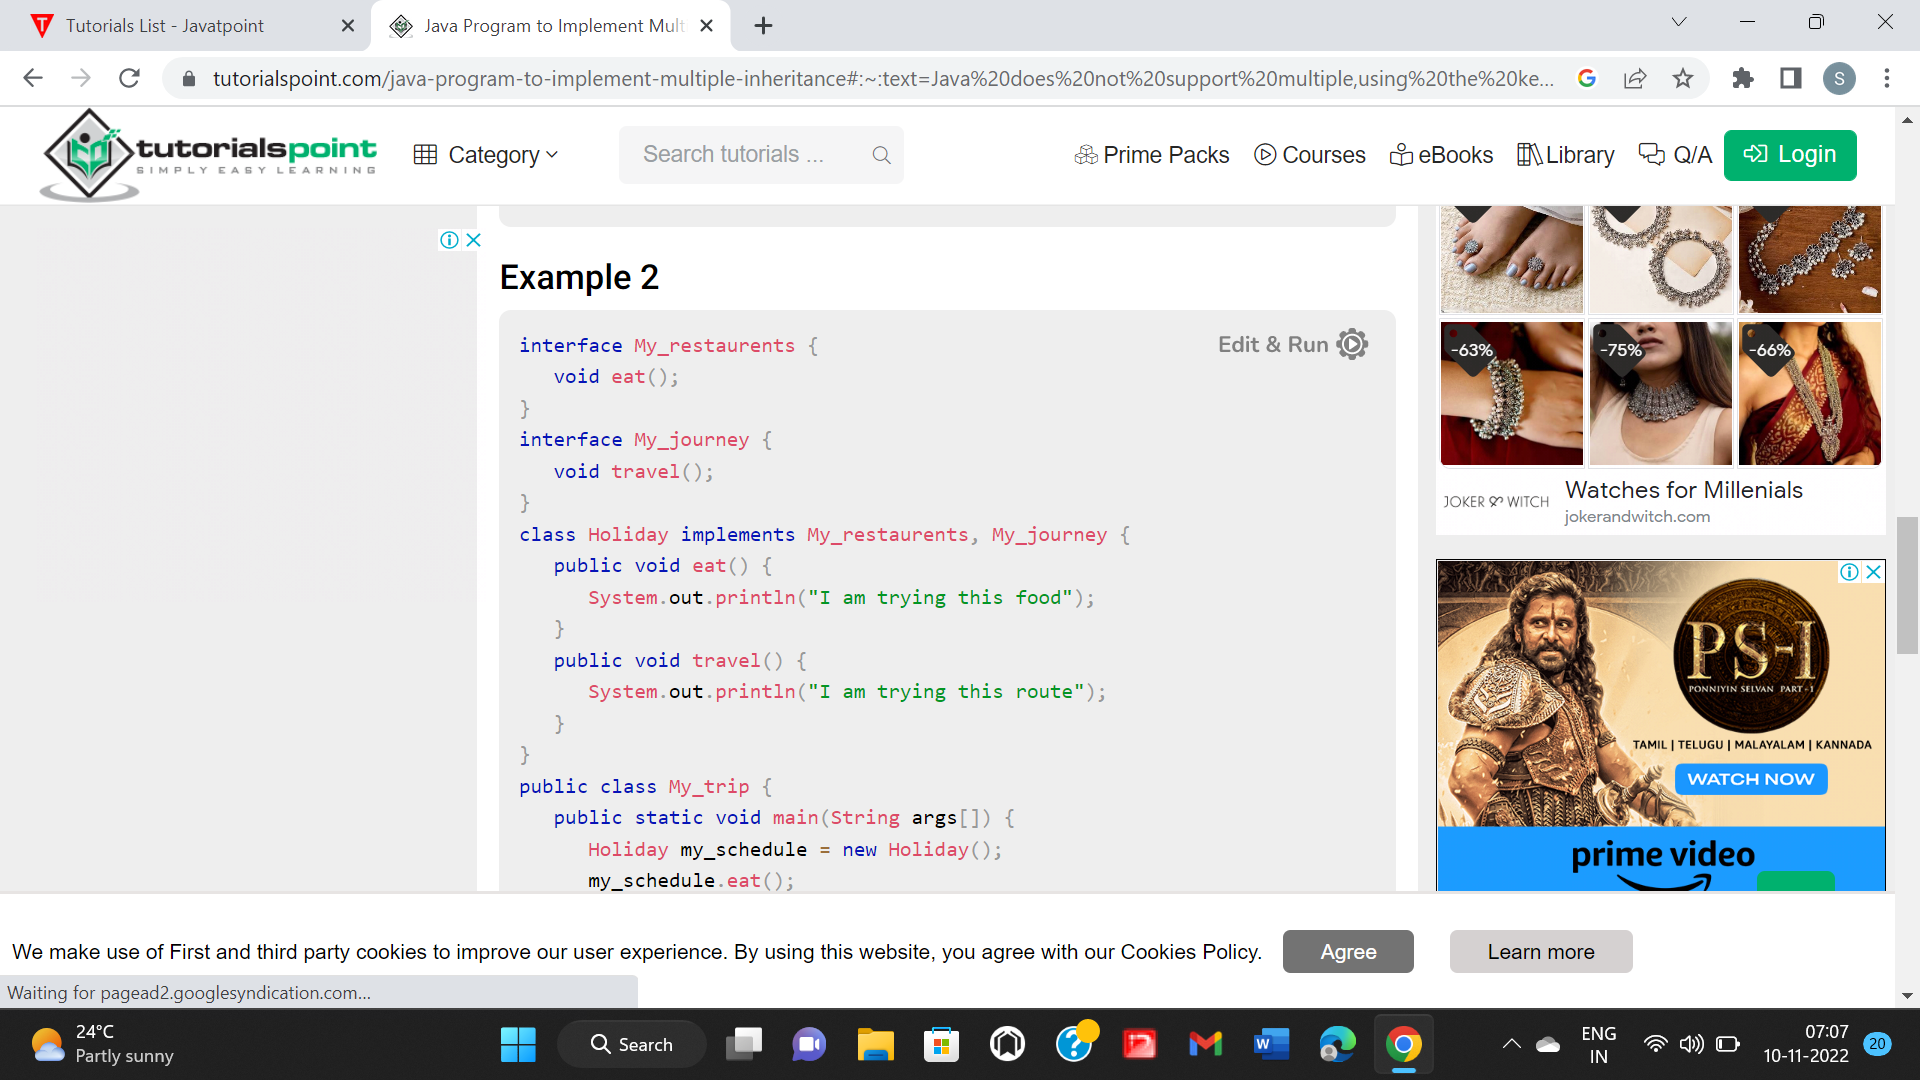 Tutorials List - Javatpoint
Java Program to Implement Mult
tutorialspoint.com/java-program-to-implement-multiple-inheritance#:~:text=Java%20does%20not%20support%20multiple,using%20the%20ke...
S
tutorialspoint
SIMPLY EASY LEARNING
Category
Search tutorials ...
Prime Packs
Courses
eBooks
Library
Q/A
Login
Example 2
Edit & Run
interface My_restaurents {
void eat();
}
interface My_journey {
void travel();
}
class Holiday implements My_restaurents, My_journey {
public void eat() {
System.out.println("I am trying this food");
}
public void travel() {
System.out.println("I am trying this route");
}
}
public class My_trip {
public static void main(String args[]) {
Holiday my_schedule = new Holiday();
my_schedule.eat();
-63%
-75%
-66%
JOKER & WITCH
Watches for Millenials
jokerandwitch.com
PS-I
PONNIYIN SELVAN PART-1
TAMIL | TELUGU | MALAYALAM | KANNADA
WATCH NOW
prime video
We make use of First and third party cookies to improve our user experience. By using this website, you agree with our Cookies Policy.
Agree
Learn more
Waiting for pagead2.googlesyndication.com...
24°C
Partly sunny
Search
ENG
IN
07:07
10-11-2022
20